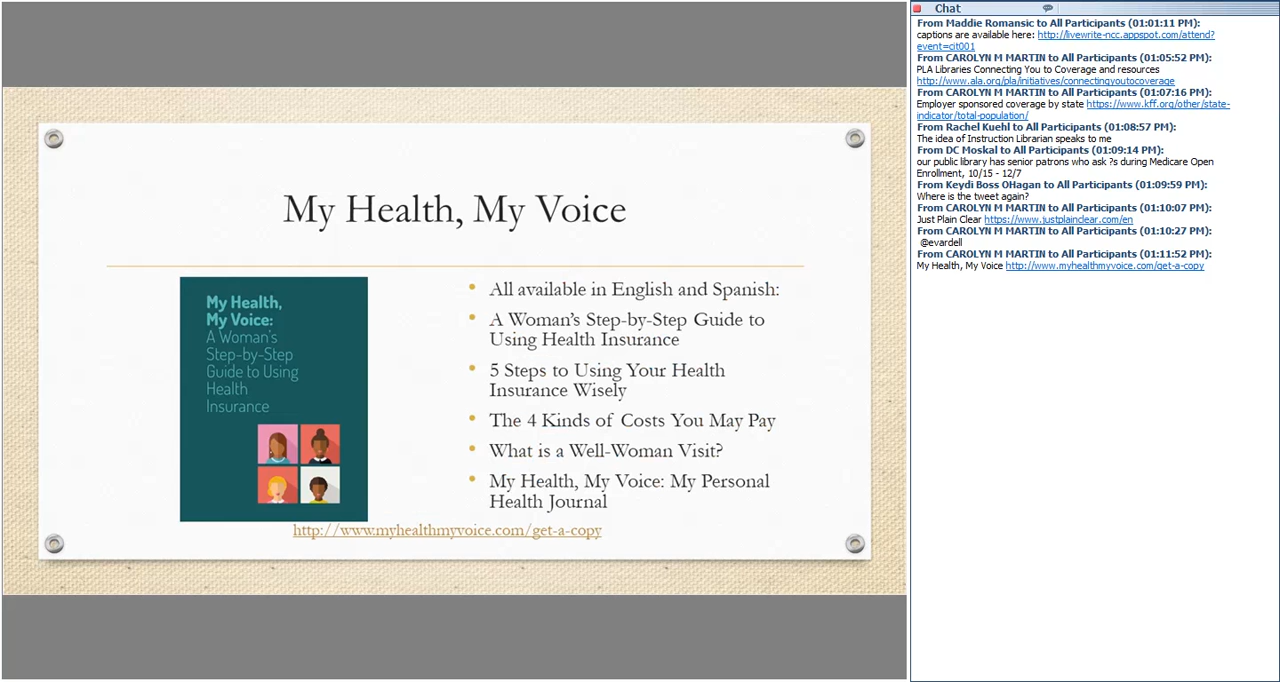 My Health, My Voice
My Health,
My Voice:
A Woman's
Step-by-Step
Guide to Using
Health
Insurance
• All available in English and Spanish:
• A Woman's Step-by-Step Guide to
Using Health Insurance
• 5 Steps to Using Your Health
Insurance Wisely
• The 4 Kinds of Costs You May Pay
• What is a Well-Woman Visit?
• My Health, My Voice: My Personal
Health Journal
http://www.myhealthmyvoice.com/get-a-copy
Chat
From Maddie Romansic to All Participants (01:01:11 PM):
captions are available here: http://livewrite-ncc.appspot.com/attend?
event=cit001
From CAROLYN M MARTIN to All Participants (01:05:52 PM):
PLA Libraries Connecting You to Coverage and resources
http://www.ala.org/pla/initiatives/connectingyoutocoverage
From CAROLYN M MARTIN to All Participants (01:07:16 PM):
Employer sponsored coverage by state https://www.kff.org/other/state-
indicator/total-population/
From Rachel Kuehl to All Participants (01:08:57 PM):
The idea of Instruction Librarian speaks to me
From DC Moskal to All Participants (01:09:14 PM):
our public library has senior patrons who ask ?s during Medicare Open
Enrollment, 10/15 - 12/7
From Keydi Boss OHagan to All Participants (01:09:59 PM):
Where is the tweet again?
From CAROLYN M MARTIN to All Participants (01:10:07 PM):
Just Plain Clear https://www.justplainclear.com/en
From CAROLYN M MARTIN to All Participants (01:10:27 PM):
@evardell
From CAROLYN M MARTIN to All Participants (01:11:52 PM):
My Health, My Voice http://www.myhealthmyvoice.com/get-a-copy